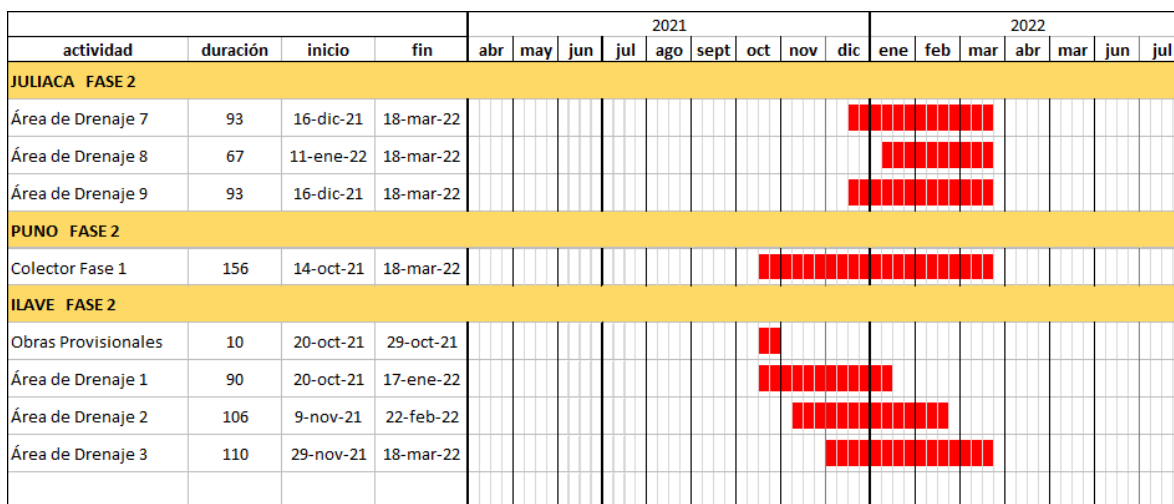 2021 2022
actividad duración inicio fin abr may jun jul ago sept oct nov dic ene feb mar abr mar jun jul
JULIACA FASE 2
Área de Drenaje 7 93 16-dic-21 18-mar-22
Área de Drenaje 8 67 11-ene-22 18-mar-22
Área de Drenaje 9 93 16-dic-21 18-mar-22
PUNO FASE 2
Colector Fase 1 156 14-oct-21 18-mar-22
ILAVE FASE 2
Obras Provisionales 10 20-oct-21 29-oct-21
Área de Drenaje 1 90 20-oct-21 17-ene-22
Área de Drenaje 2 106 9-nov-21 22-feb-22
Área de Drenaje 3 110 29-nov-21 18-mar-22